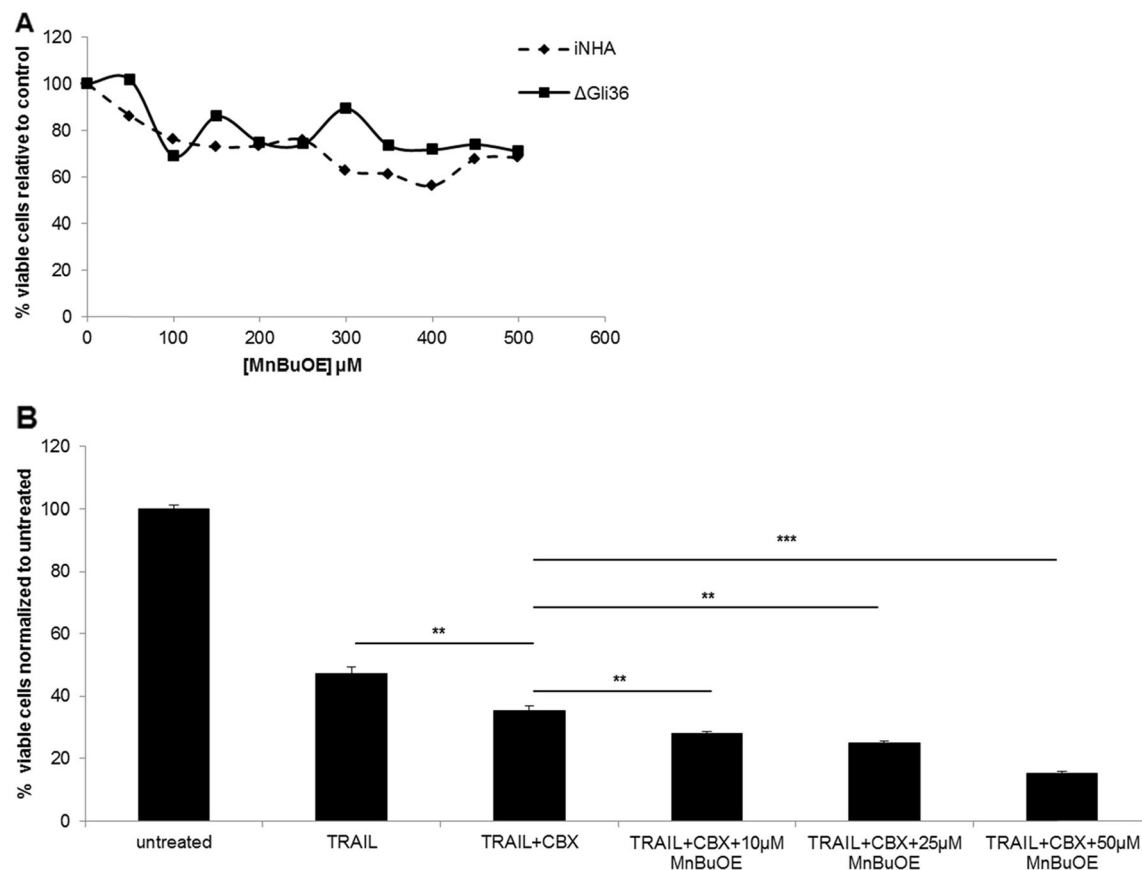 A
120
100
80
60
40
20
0
% viable cells relative to control
0 100 200 300 400 500 600
[MnBuOE] µM
iNHA
ΔGli36
B
120
100
80
60
40
20
0
% viable cells normalized to untreated
***
**
**
**
untreated TRAIL TRAIL+CBX TRAIL+CBX+10µM TRAIL+CBX+25µM TRAIL+CBX+50µM
MnBuOE MnBuOE MnBuOE